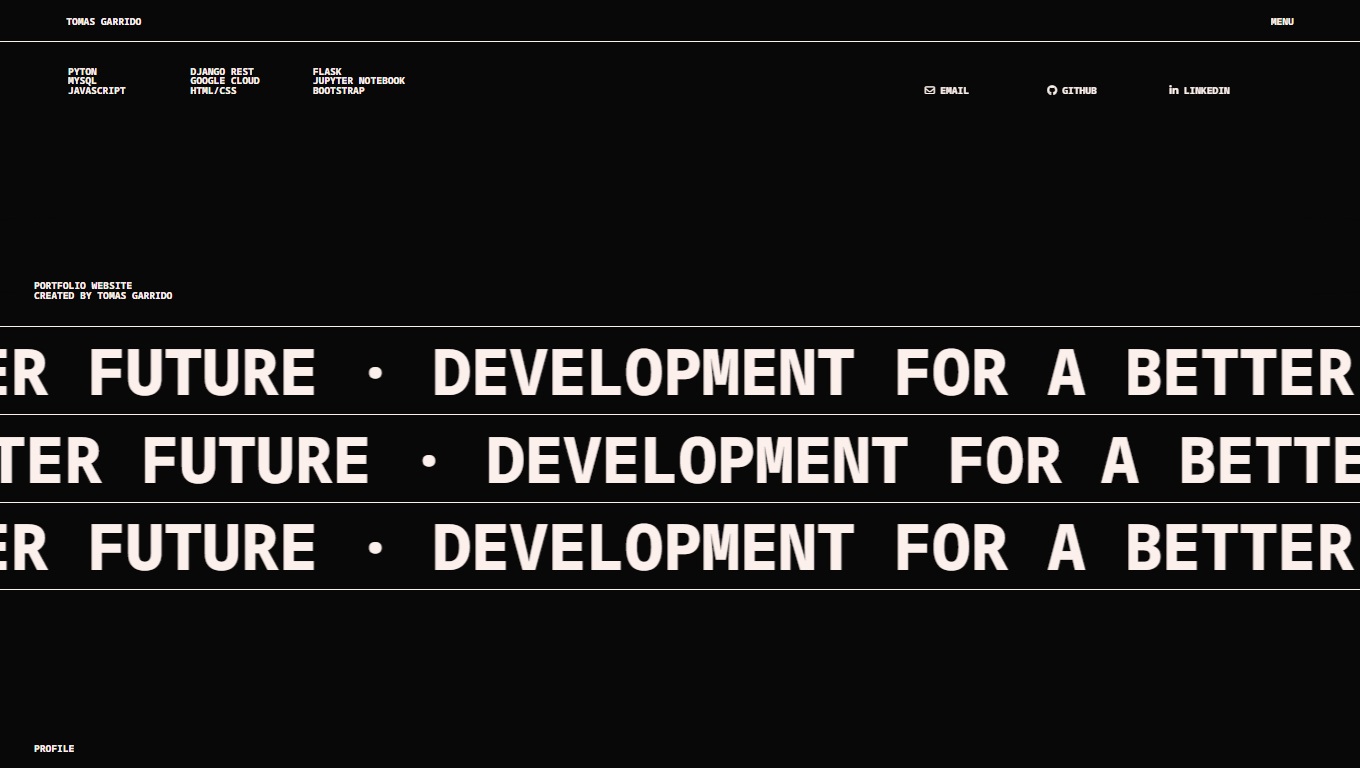 TOMAS GARRIDO
MENU
PYTON
MYSQL
JAVASCRIPT
DJANGO REST
GOOGLE CLOUD
HTML/CSS
FLASK
JUPYTER NOTEBOOK
BOOTSTRAP
EMAIL
GITHUB
LINKEDIN
PORTFOLIO WEBSITE
CREATED BY TOMAS GARRIDO
ER FUTURE · DEVELOPMENT FOR A BETTER
TER FUTURE · DEVELOPMENT FOR A BETTE
ER FUTURE · DEVELOPMENT FOR A BETTER
PROFILE